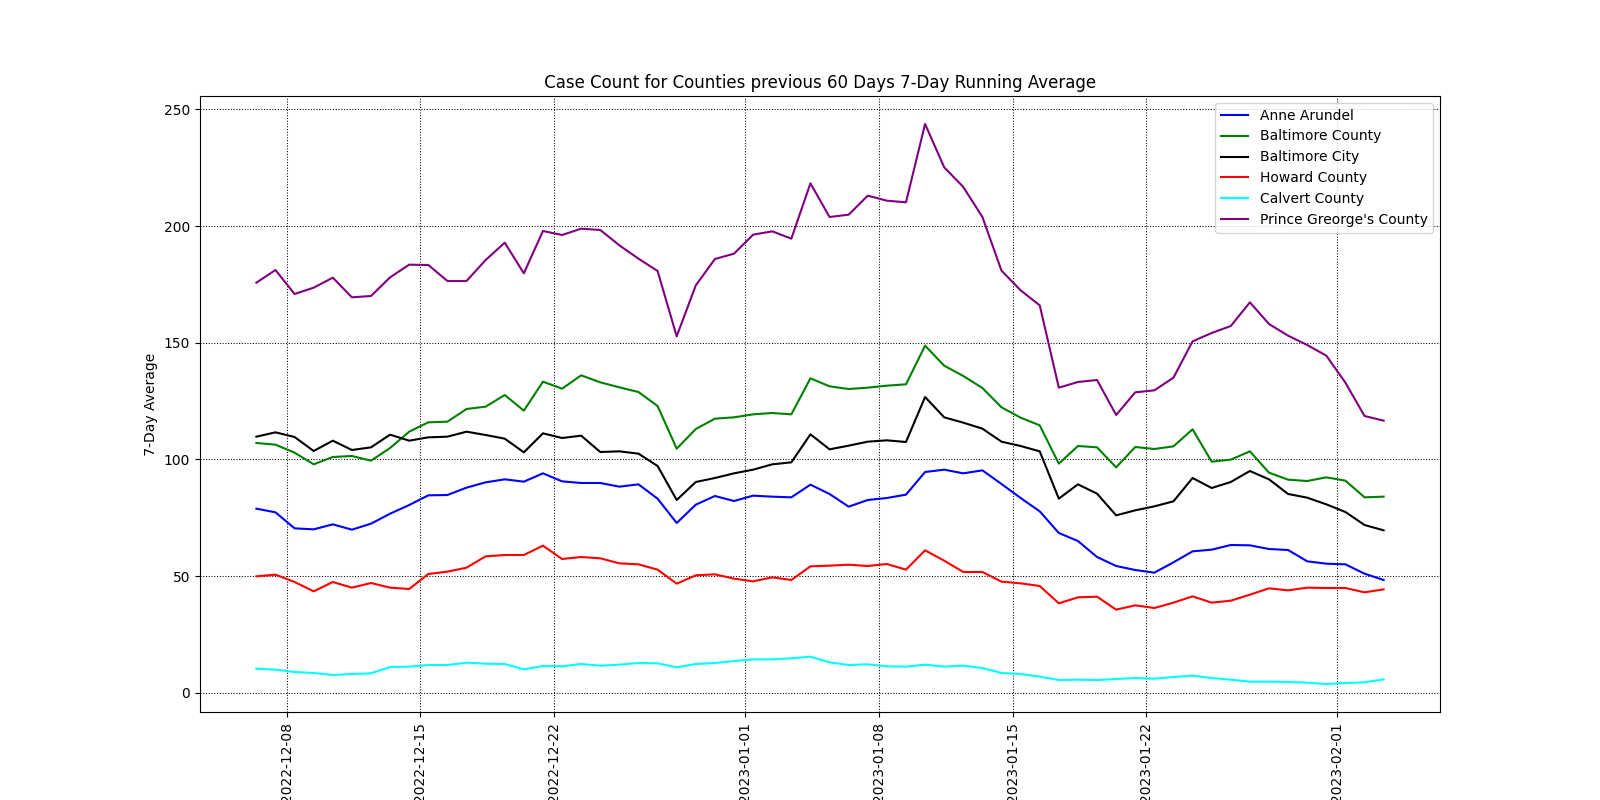 Case Count for Counties previous 60 Days 7-Day Running Average
7-Day Average
250
200
150
100
50
0
Anne Arundel
Baltimore County
Baltimore City
Howard County
Calvert County
Prince Greorge's County
2022-12-08
2022-12-15
2022-12-22
2023-01-01
2023-01-08
2023-01-15
2023-01-22
2023-02-01